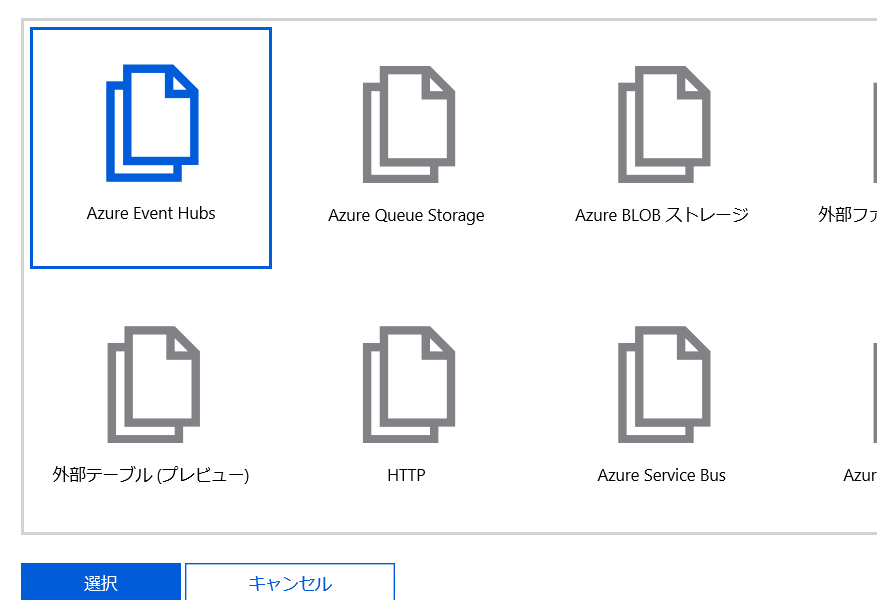 Azure Event Hubs
Azure Queue Storage
Azure BLOB ストレージ
外部ファ
外部テーブル (プレビュー)
HTTP
Azure Service Bus
Azur
選択
キャンセル